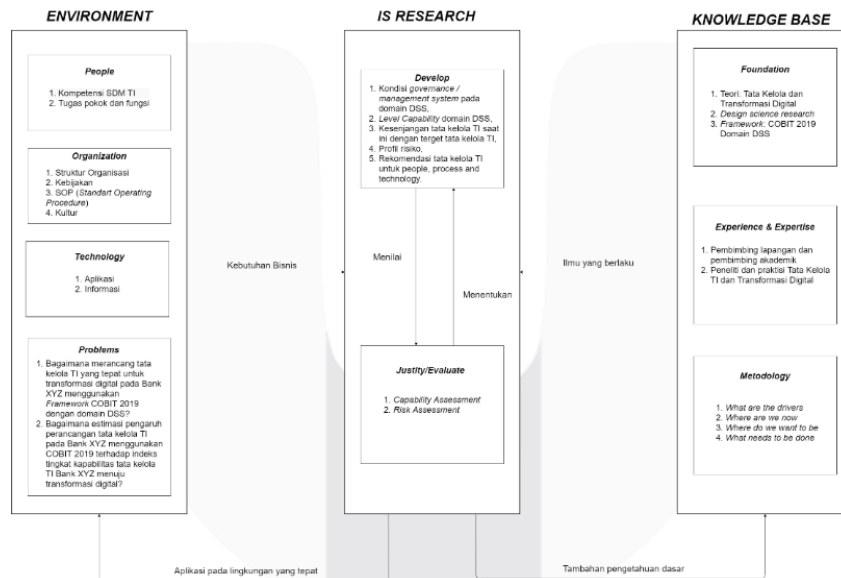 ENVIRONMENT
People
1. Kompetensi SDM TI
2. Tugas pokok dan fungsi
Organization
1. Struktur Organisasi
2. Kebijakan
3. SOP (Standart Operating
Procedure)
4. Kultur
Technology
1. Aplikasi
2. Informasi
Problems
1. Bagaimana merancang tata
kelola TI yang tepat untuk
transformasi digital pada Bank
XYZ menggunakan
Framework COBIT 2019
dengan domain DSS?
2. Bagaimana estimasi pengaruh
perancangan tata kelola TI
pada Bank XYZ menggunakan
COBIT 2019 terhadap indeks
tingkat kapabilitas tata kelola
TI Bank XYZ menuju
transformasi digital?
Kebutuhan Bisnis
IS RESEARCH
Develop
1. Kondisi governance /
management system pada
domain DSS,
2. Level Capability domain DSS,
3. Kesenjangan tata kelola TI saat
ini dengan terget tata kelola TI,
4. Profil risiko,
5. Rekomendasi tata kelola TI
untuk people, process and
technology.
Menilai
Menentukan
Justity/Evaluate
1. Capability Assessment
2. Risk Assessment
Ilmu yang berlaku
KNOWLEDGE BASE
Foundation
1. Teori: Tata Kelola dan
Transformasi Digital
2. Design science research
3. Framework: COBIT 2019
Domain DSS
Experience & Expertise
1. Pembimbing lapangan dan
pembimbing akademik
2. Peneliti dan praktisi Tata Kelola
TI dan Transformasi Digital
Metodology
1. What are the drivers
2. Where are we now
3. Where do we want to be
4. What needs to be done
Aplikasi pada lingkungan yang tepat
Tambahan pengetahuan dasar